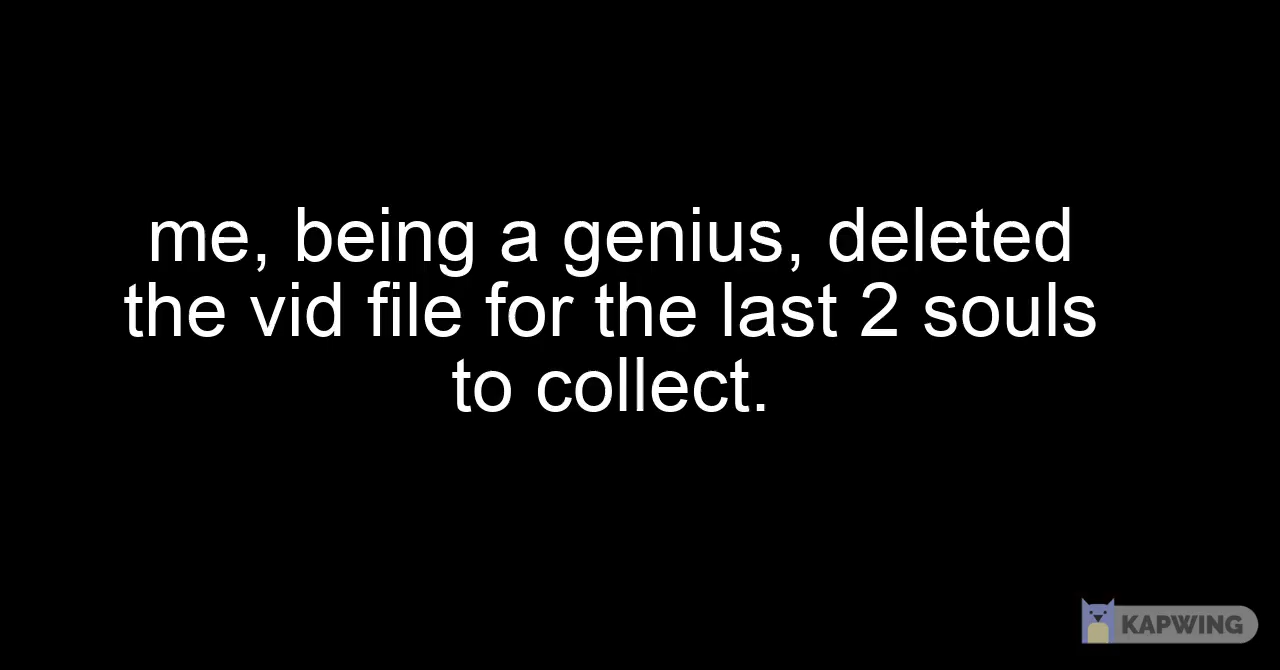 me, being a genius, deleted
the vid file for the last 2 souls
to collect.
KAPWING